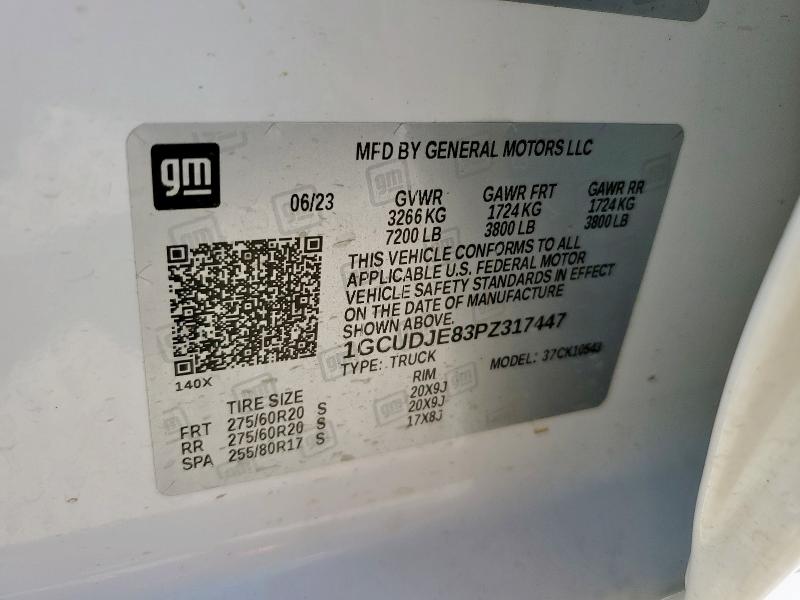 gm
MFD BY GENERAL MOTORS LLC
06/23
GVWR GAWR FRT GAWR RR
3266 KG 1724 KG 1724 KG
7200 LB 3800 LB 3800 LB
THIS VEHICLE CONFORMS TO ALL
APPLICABLE U.S. FEDERAL MOTOR
VEHICLE SAFETY STANDARDS IN EFFECT
ON THE DATE OF MANUFACTURE
SHOWN ABOVE.
1GCUDJE83PZ317447
TYPE: TRUCK MODEL: 37CK10543
140X
TIRE SIZE RIM
FRT 275/60R20 S 20X9J
RR 275/60R20 S 20X9J
SPA 255/80R17 S 17X8J